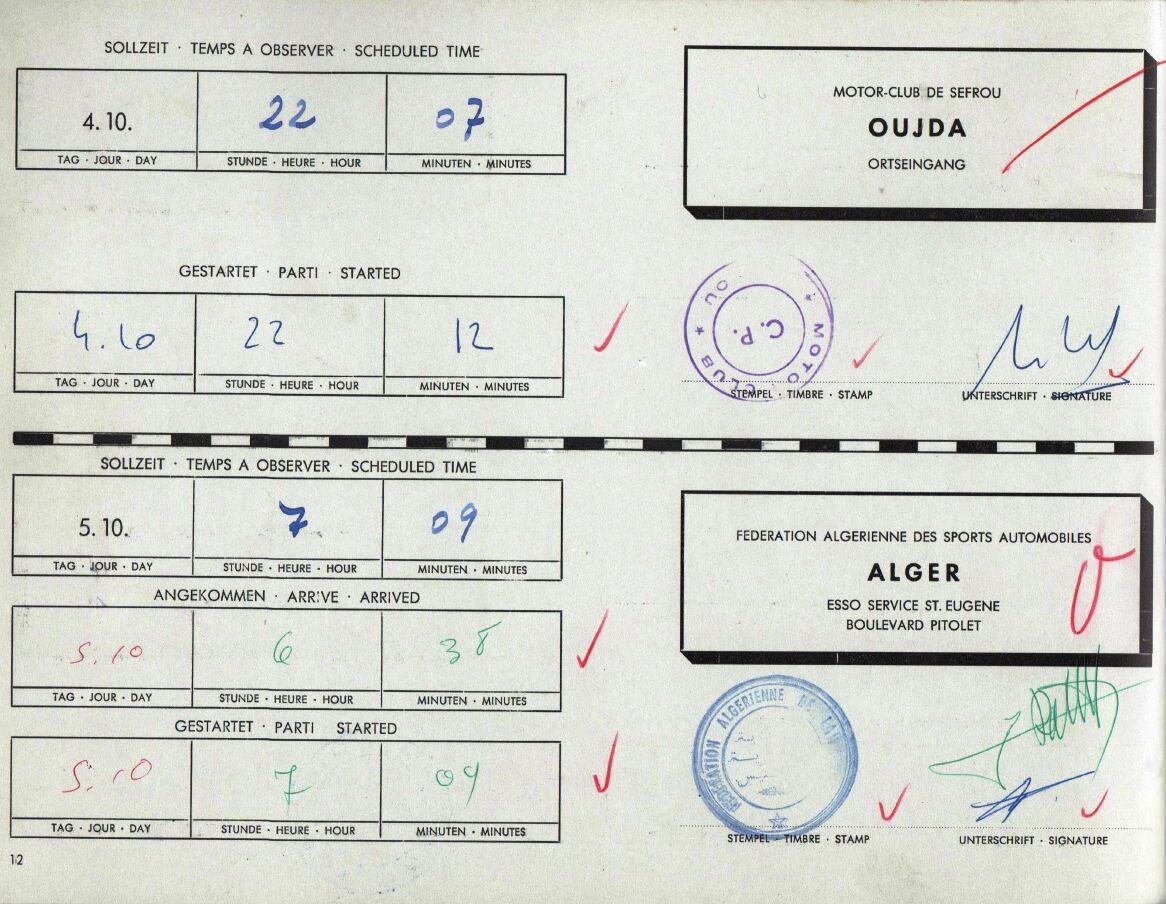 SOLLZEIT · TEMPS A OBSERVER · SCHEDULED TIME
4.10. 22 07
TAG · JOUR · DAY STUNDE · HEURE · HOUR MINUTEN · MINUTES
MOTOR-CLUB DE SEFROU
OUJDA
ORTSEINGANG
GESTARTET · PARTI · STARTED
4.10 22 12
TAG · JOUR · DAY STUNDE · HEURE · HOUR MINUTEN · MINUTES
MOTO CLUB ★ OU ★
C.P.
STEMPEL · TIMBRE · STAMP UNTERSCHRIFT · SIGNATURE
SOLLZEIT · TEMPS A OBSERVER · SCHEDULED TIME
5.10. 7 09
TAG · JOUR · DAY STUNDE · HEURE · HOUR MINUTEN · MINUTES
FEDERATION ALGERIENNE DES SPORTS AUTOMOBILES
ALGER
ESSO SERVICE ST. EUGENE
BOULEVARD PITOLET
ANGEKOMMEN · ARRIVE · ARRIVED
5.10 6 38
TAG · JOUR · DAY STUNDE · HEURE · HOUR MINUTEN · MINUTES
GESTARTET · PARTI STARTED
5.10 7 09
TAG · JOUR · DAY STUNDE · HEURE · HOUR MINUTEN · MINUTES
FEDERATION ALGERIENNE
STEMPEL · TIMBRE · STAMP UNTERSCHRIFT · SIGNATURE
12